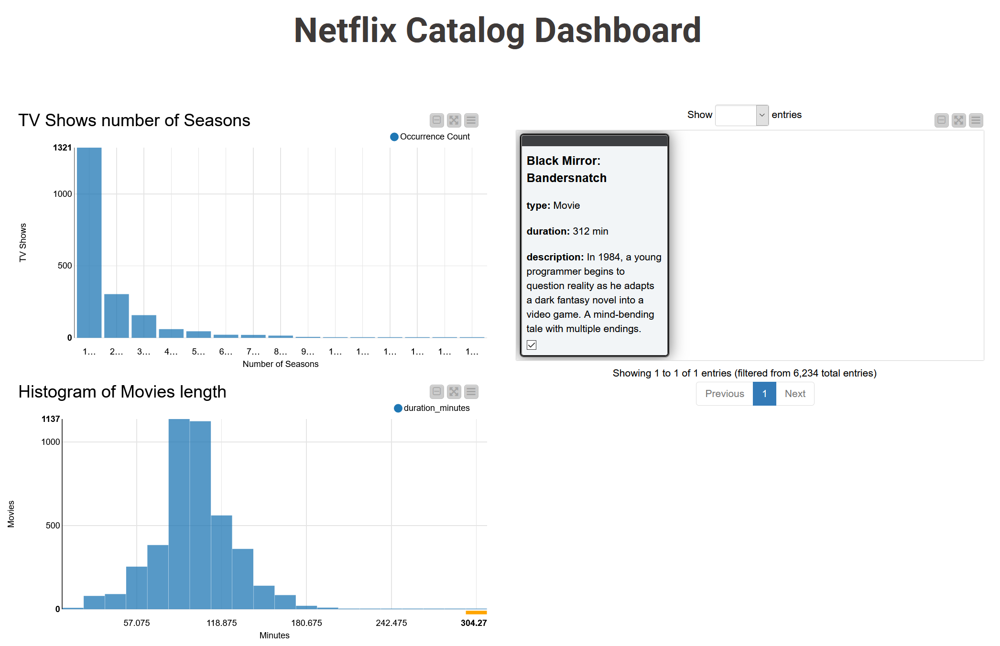 Netflix Catalog Dashboard
TV Shows number of Seasons
Occurrence Count
1321
1000
500
0
TV Shows
1... 2... 3... 4... 5... 6... 7... 8... 9... 1... 1... 1... 1... 1... 1...
Number of Seasons
Histogram of Movies length
duration_minutes
1137
1000
500
0
Movies
57.075 118.875 180.675 242.475 304.27
Minutes
Show entries
Black Mirror:
Bandersnatch
type: Movie
duration: 312 min
description: In 1984, a young
programmer begins to
question reality as he adapts
a dark fantasy novel into a
video game. A mind-bending
tale with multiple endings.
Showing 1 to 1 of 1 entries (filtered from 6,234 total entries)
Previous 1 Next